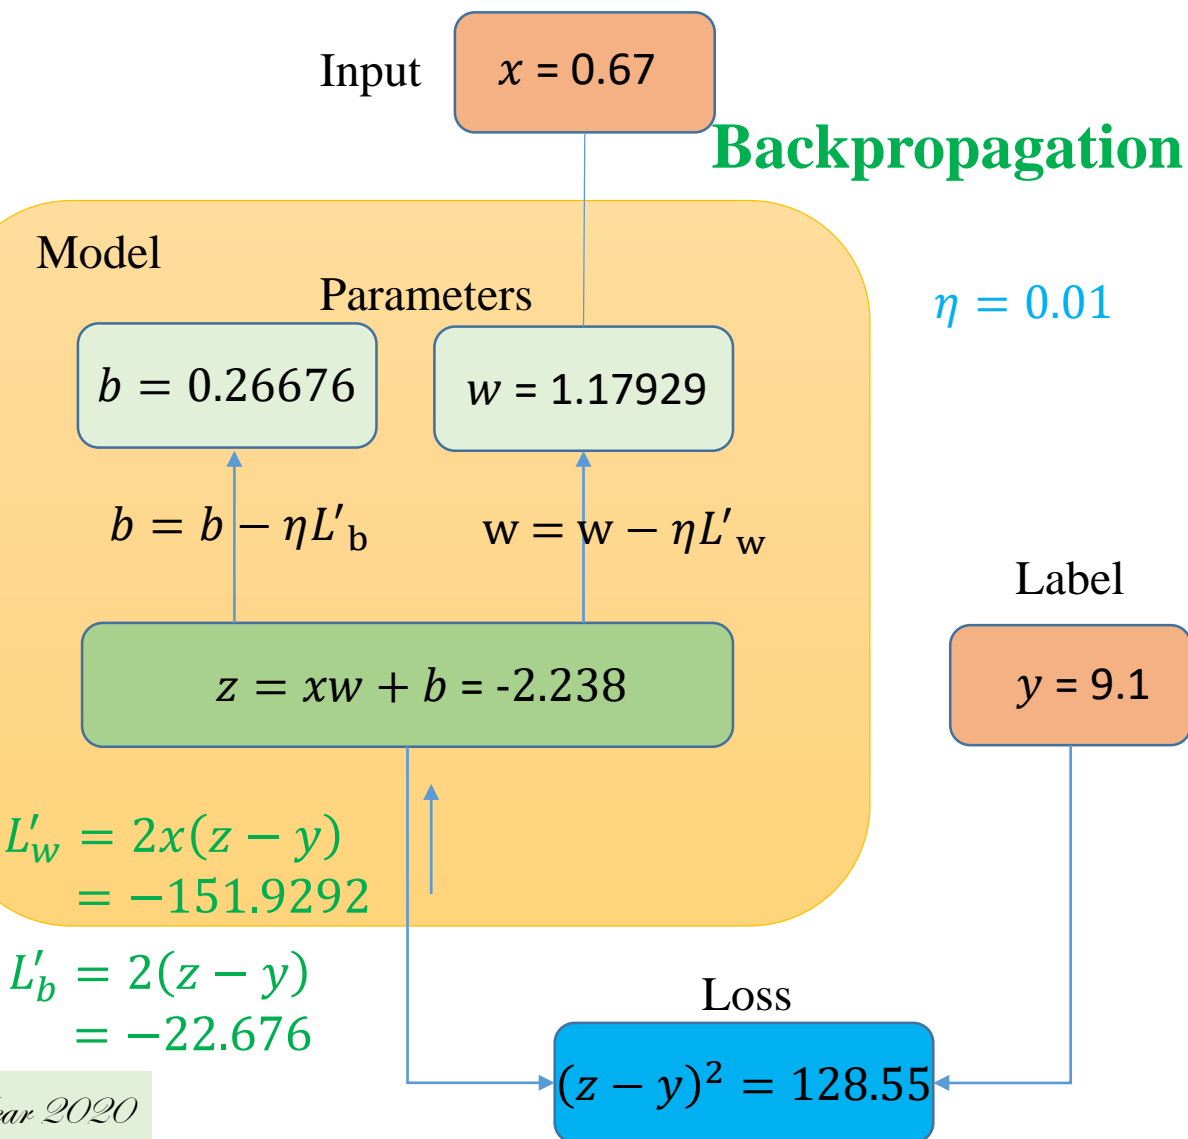 Input
x = 0.67
Backpropagation
Model
Parameters
η = 0.01
b = 0.26676
w = 1.17929
b = b − ηL′b
w = w − ηL′w
Label
z = xw + b = -2.238
y = 9.1
L′w = 2x(z − y)
= −151.9292
L′b = 2(z − y)
= −22.676
Loss
(z − y)² = 128.55
2020